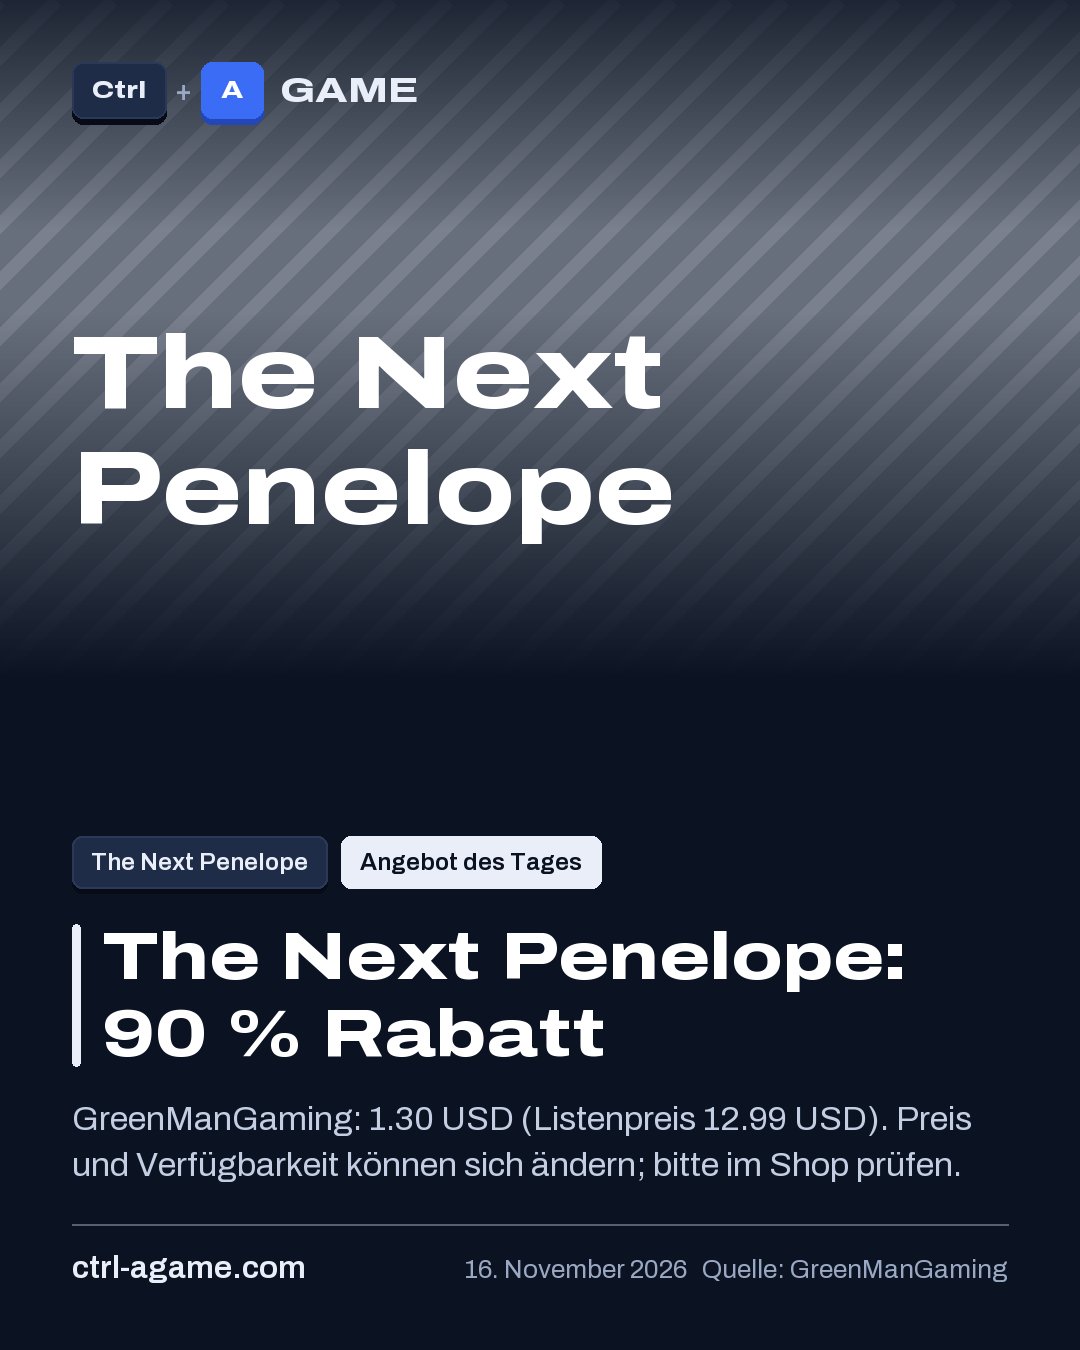 Ctrl + A GAME
The Next
Penelope
The Next Penelope Angebot des Tages
The Next Penelope:
90 % Rabatt
GreenManGaming: 1.30 USD (Listenpreis 12.99 USD). Preis
und Verfügbarkeit können sich ändern; bitte im Shop prüfen.
ctrl-agame.com 16. November 2026 Quelle: GreenManGaming